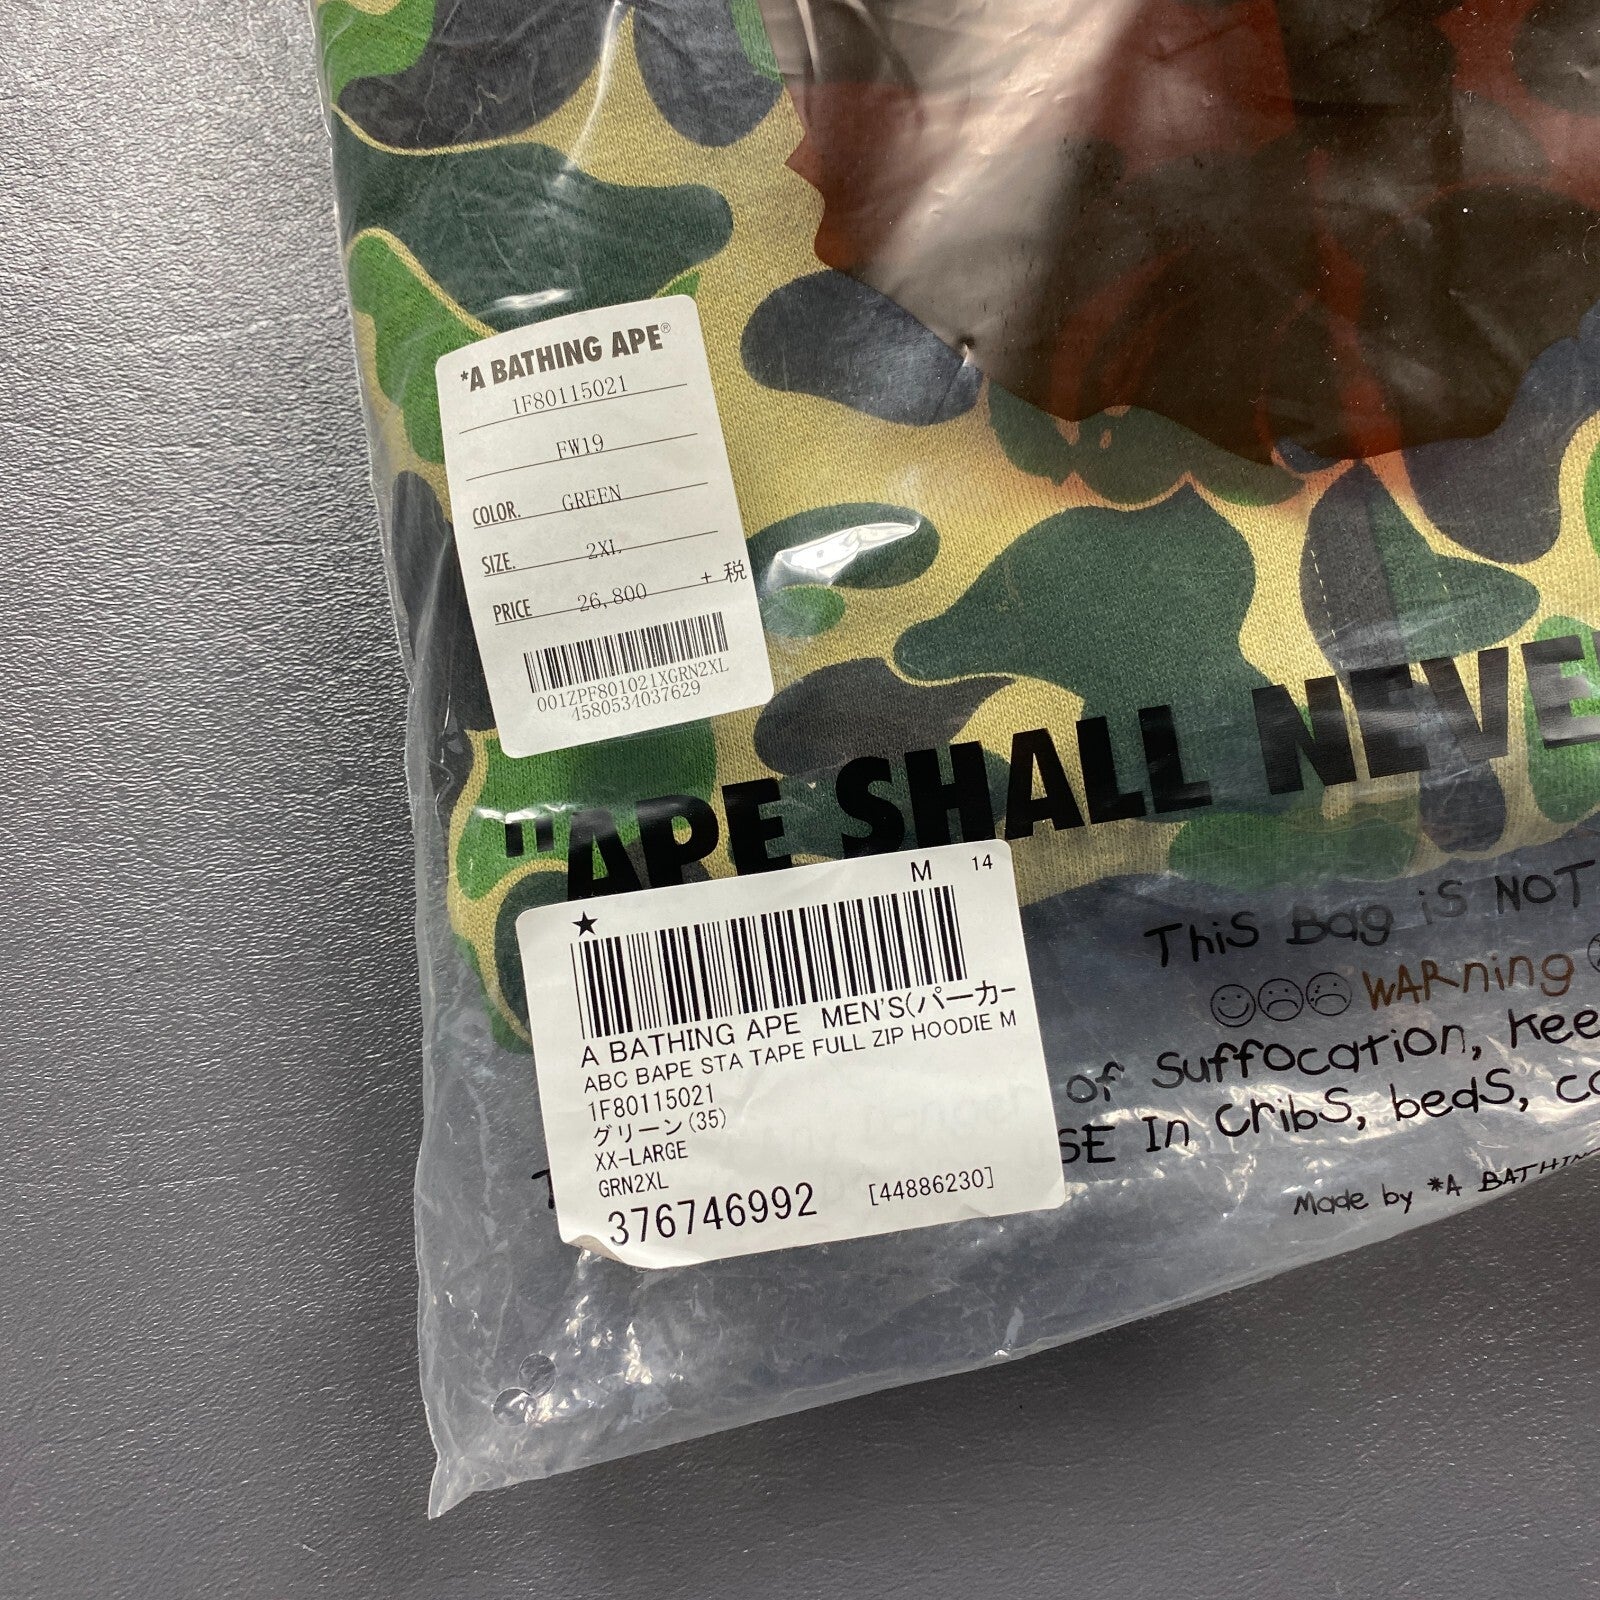 *A BATHING APE®
1F80115021
FW19
COLOR. GREEN
SIZE. 2XL
PRICE 26,800 + 税
001ZPF801021XGRN2XL
4580534037629
"APE SHALL NEVE
M 14
★
A BATHING APE MEN'S(パーカー
ABC BAPE STA TAPE FULL ZIP HOODIE M
1F80115021
グリーン(35)
XX-LARGE
GRN2XL
376746992 [44886230]
This Bag is NOT
WARning
of Suffocation, Kee
SE In Cribs, beds,
Made by *A BATHIN